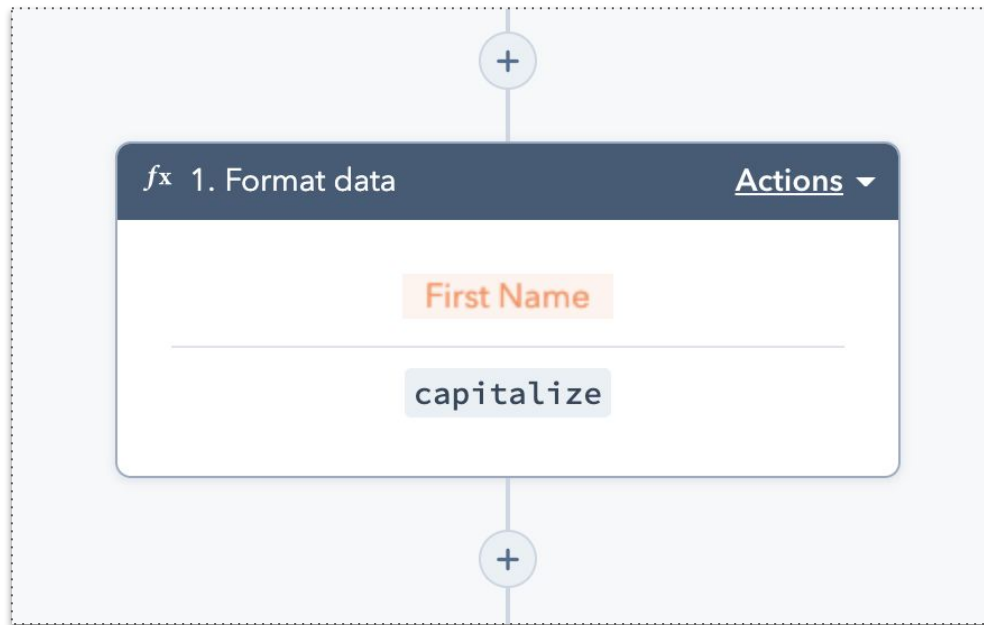 +
fx 1. Format data Actions
First Name
capitalize
+